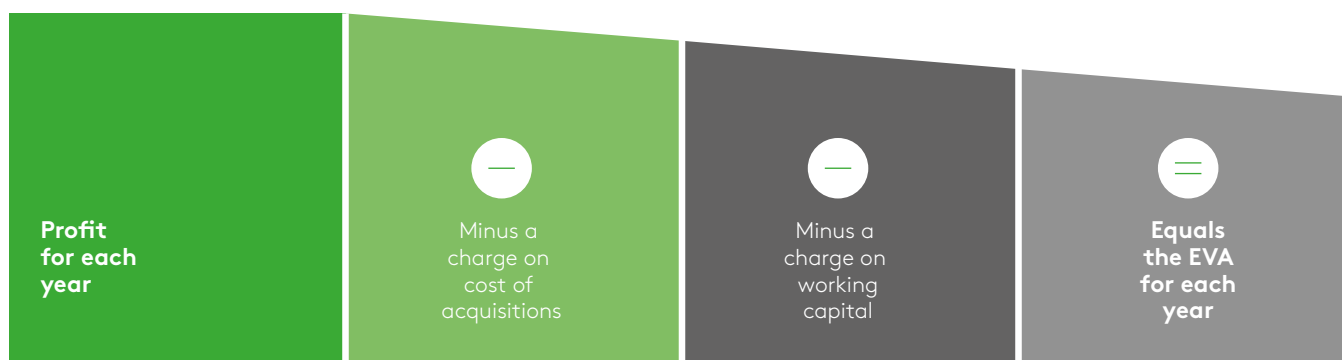 Profit
for each
year
Minus a
charge on
cost of
acquisitions
Minus a
charge on
working
capital
Equals
the EVA
for each
year